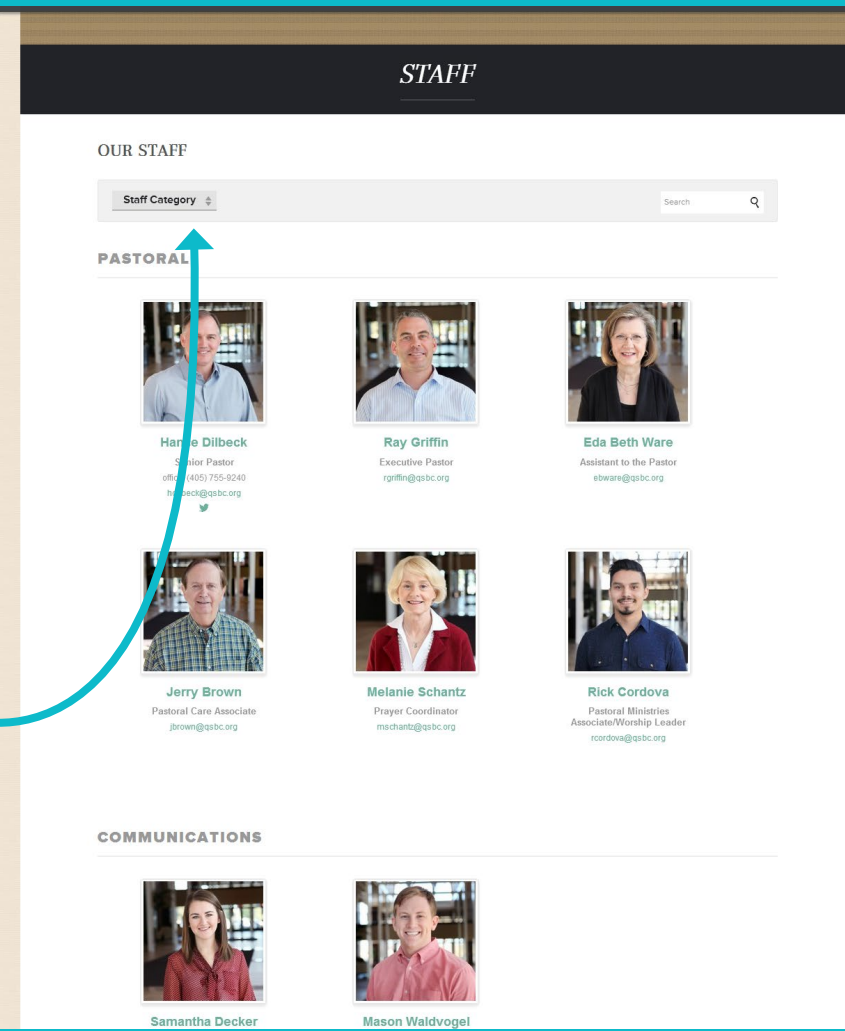 STAFF
OUR STAFF
Staff Category
Search
PASTORAL
Dilbeck
Ray Griffin
Eda Beth Ware
Pastor
Executive Pastor
Assistant to the Pastor
(405) 755-9240
rgriffin@qsbc.org
ebware@qsbc.org
Jerry Brown
Melanie Schantz
Rick Cordova
Pastoral Care Associate
Prayer Coordinator
Pastoral Ministries
Associate/Worship Leader
jbrown@qsbc.org
mschantz@qsbc.org
rcordova@qsbc.org
COMMUNICATIONS
Samantha Decker
Mason Waldvogel